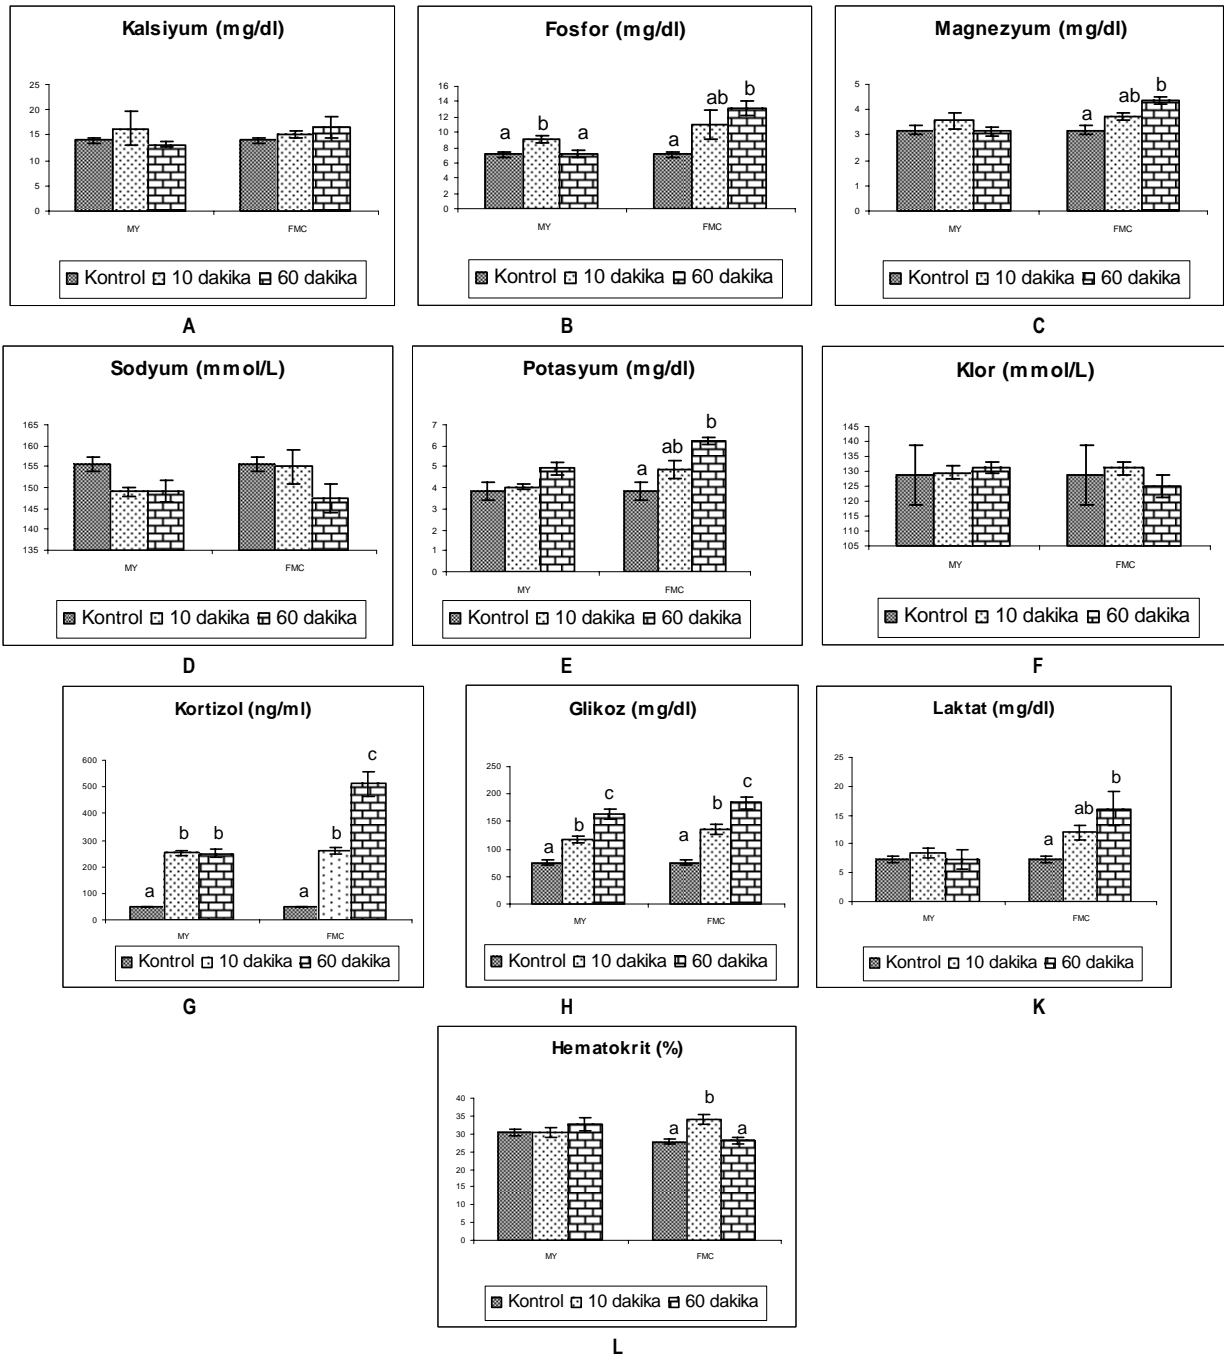 Kalsiyum (mg/dl)
25
20
15
10
5
0
MY FMC
Kontrol 10 dakika 60 dakika
A
Fosfor (mg/dl)
16
14
12
10
8
6
4
2
0
a b a a ab b
MY FMC
Kontrol 10 dakika 60 dakika
B
Magnezyum (mg/dl)
5
4
3
2
1
0
a ab b
MY FMC
Kontrol 10 dakika 60 dakika
C
Sodyum (mmol/L)
165
160
155
150
145
140
135
MY FMC
Kontrol 10 dakika 60 dakika
D
Potasyum (mg/dl)
7
6
5
4
3
2
1
0
a ab b
MY FMC
Kontrol 10 dakika 60 dakika
E
Klor (mmol/L)
145
140
135
130
125
120
115
110
105
MY FMC
Kontrol 10 dakika 60 dakika
F
Kortizol (ng/ml)
600
500
400
300
200
100
0
a b b a b c
MY FMC
Kontrol 10 dakika 60 dakika
G
Glikoz (mg/dl)
250
200
150
100
50
0
a b c a b c
MY FMC
Kontrol 10 dakika 60 dakika
H
Laktat (mg/dl)
25
20
15
10
5
0
a ab b
MY FMC
Kontrol 10 dakika 60 dakika
K
Hematokrit (%)
40
35
30
25
20
15
10
5
0
a b a
MY FMC
Kontrol 10 dakika 60 dakika
L